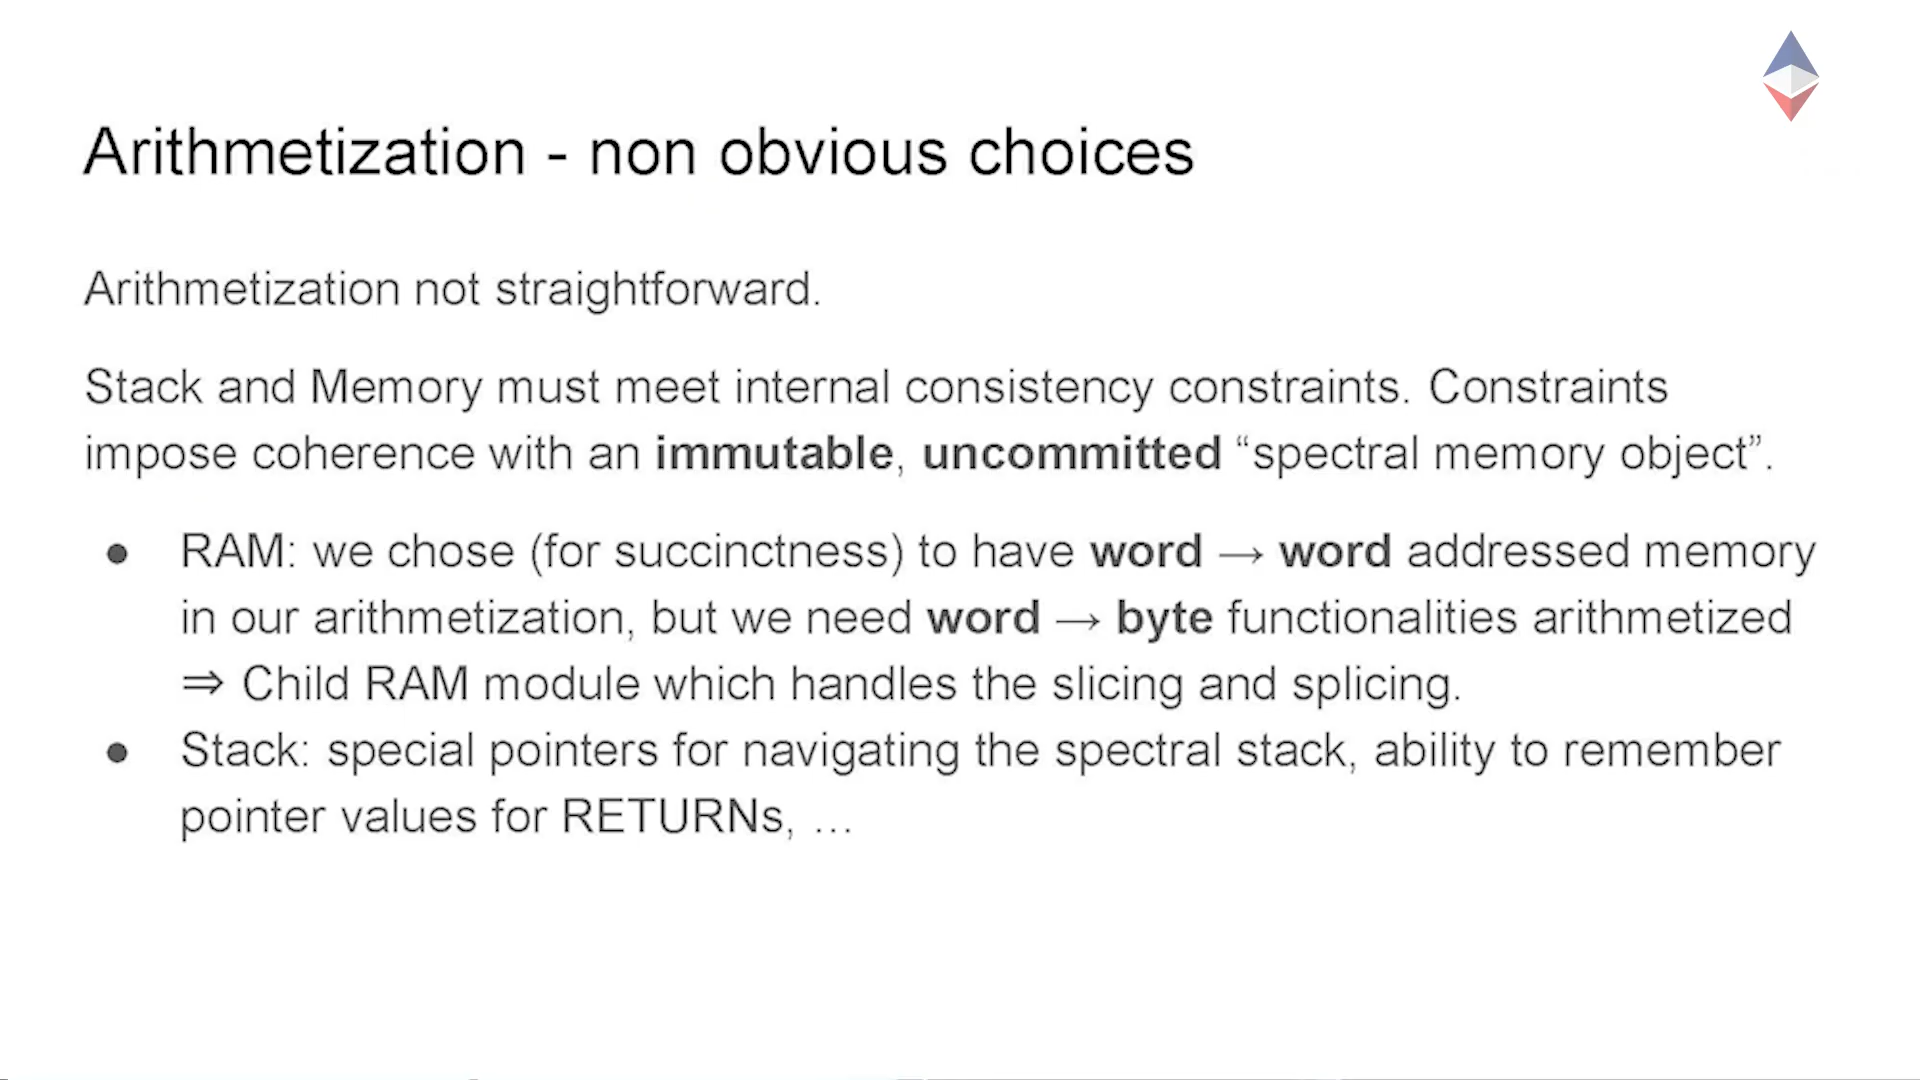 Arithmetization - non obvious choices
Arithmetization not straightforward.
Stack and Memory must meet internal consistency constraints. Constraints
impose coherence with an immutable, uncommitted “spectral memory object”.
● RAM: we chose (for succinctness) to have word → word addressed memory
in our arithmetization, but we need word → byte functionalities arithmetized
⇒ Child RAM module which handles the slicing and splicing.
● Stack: special pointers for navigating the spectral stack, ability to remember
pointer values for RETURNs, …